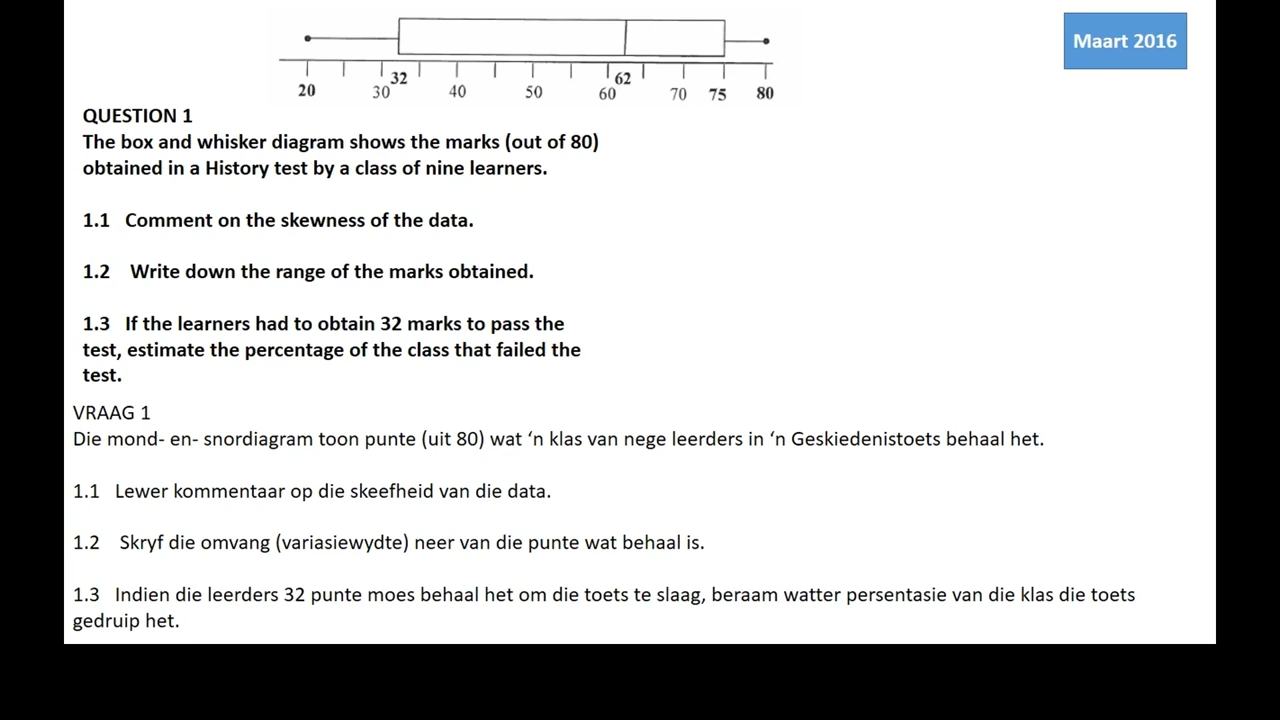 Maart 2016
32
62
20
30
40
50
60
70
75
80
QUESTION 1
The box and whisker diagram shows the marks (out of 80)
obtained in a History test by a class of nine learners.
1.1 Comment on the skewness of the data.
1.2 Write down the range of the marks obtained.
1.3 If the learners had to obtain 32 marks to pass the
test, estimate the percentage of the class that failed the
test.
VRAAG 1
Die mond- en- snordiagram toon punte (uit 80) wat ‘n klas van nege leerders in ‘n Geskiedenistoets behaal het.
1.1 Lewer kommentaar op die skeefheid van die data.
1.2 Skryf die omvang (variasiewydte) neer van die punte wat behaal is.
1.3 Indien die leerders 32 punte moes behaal het om die toets te slaag, beraam watter persentasie van die klas die toets
gedruip het.